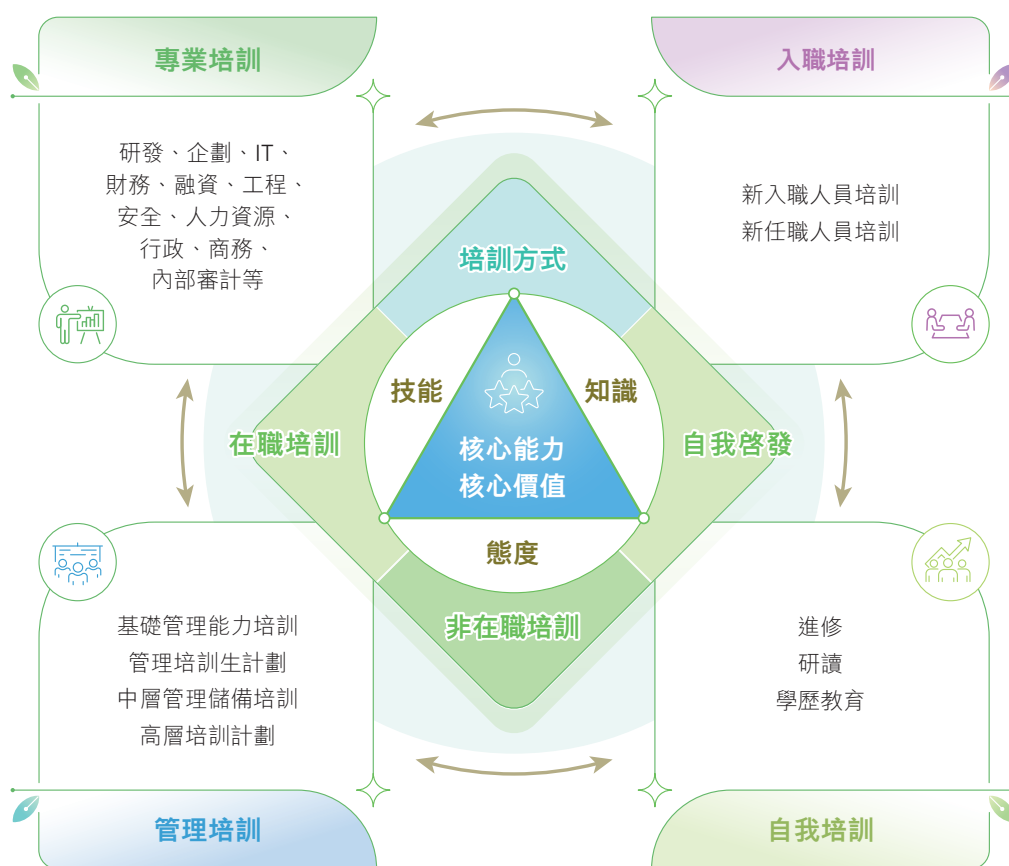 專業培訓
研發、企劃、IT、
財務、融資、工程、
安全、人力資源、
行政、商務、
內部審計等
入職培訓
新入職人員培訓
新任職人員培訓
培訓方式
技能
知識
在職培訓
核心能力
核心價值
自我啓發
態度
非在職培訓
基礎管理能力培訓
管理培訓生計劃
中層管理儲備培訓
高層培訓計劃
管理培訓
進修
研讀
學歷教育
自我培訓